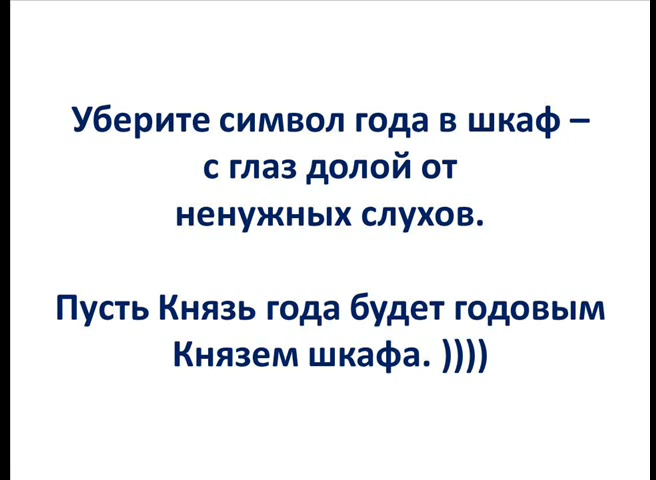 Уберите символ года в шкаф –
с глаз долой от
ненужных слухов.
Пусть Князь года будет годовым
Князем шкафа. ))))